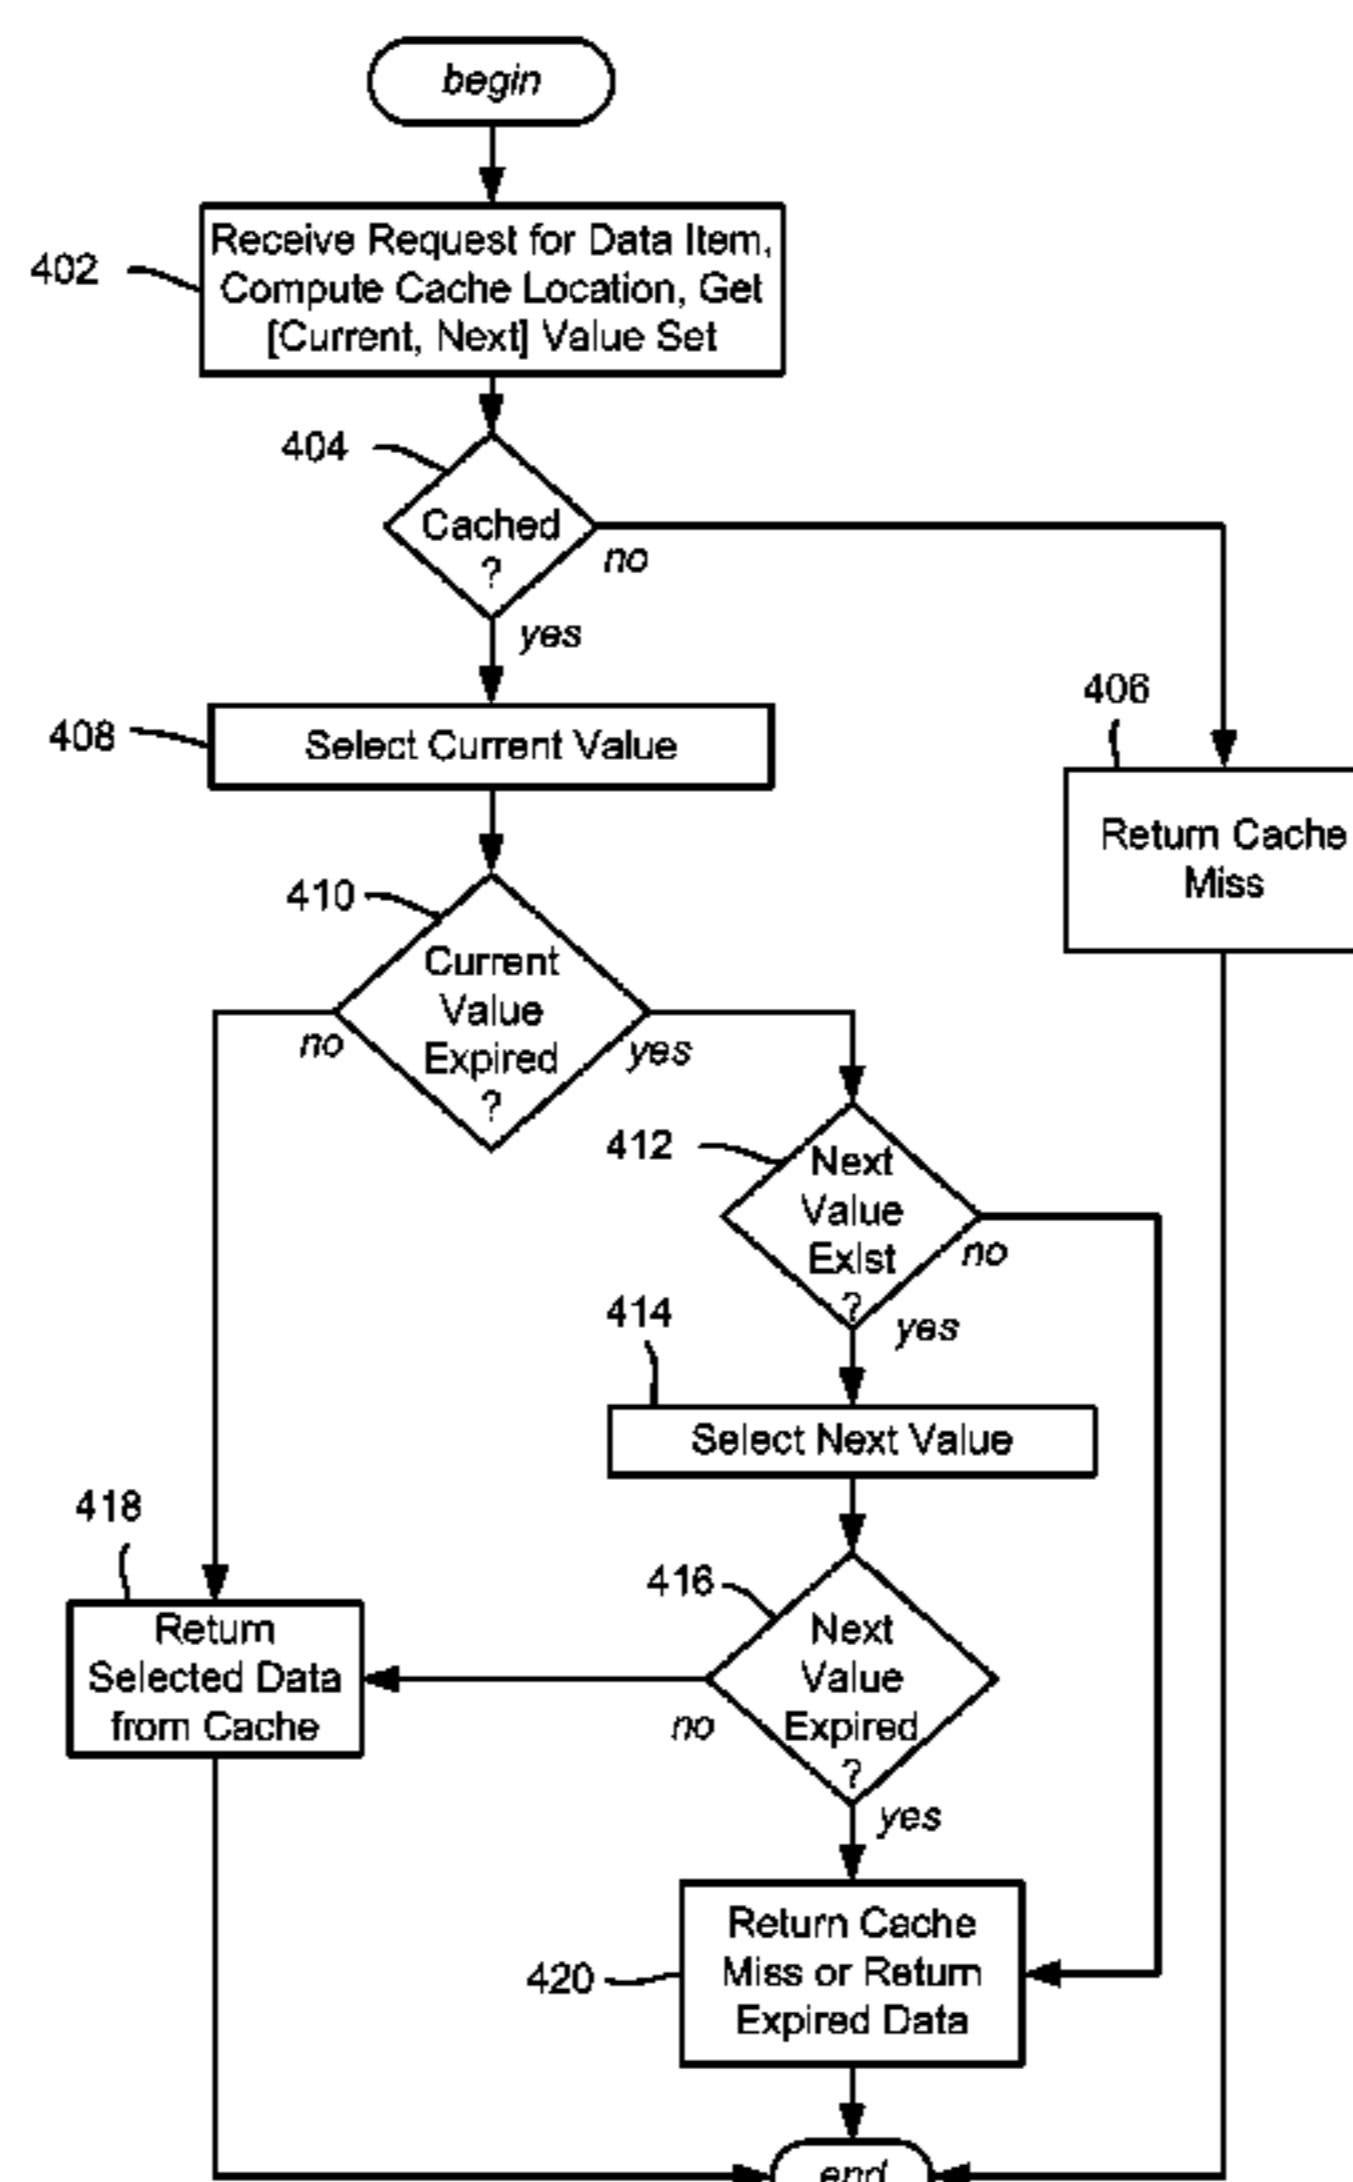 begin
402
Receive Request for Data Item,
Compute Cache Location, Get
[Current, Next] Value Set
404
Cached
?
no
yes
406
408
Select Current Value
Return Cache
Miss
410
Current
Value
Expired
?
no
yes
412
Next
Value
Exist
?
no
yes
414
Select Next Value
418
Return
Selected Data
from Cache
416
Next
Value
Expired
?
no
yes
420
Return Cache
Miss or Return
Expired Data
end